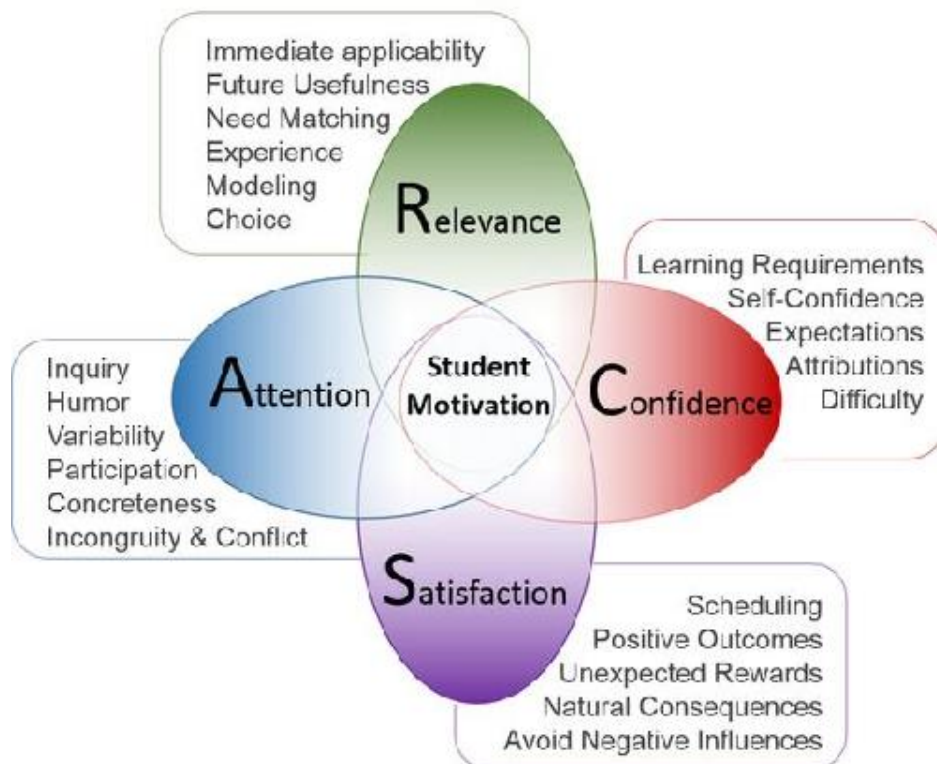 Immediate applicability
Future Usefulness
Need Matching
Experience
Modeling
Choice
Relevance
Learning Requirements
Self-Confidence
Expectations
Attributions
Difficulty
Inquiry
Humor
Variability
Participation
Concreteness
Incongruity & Conflict
Attention
Student
Motivation
Confidence
Satisfaction
Scheduling
Positive Outcomes
Unexpected Rewards
Natural Consequences
Avoid Negative Influences